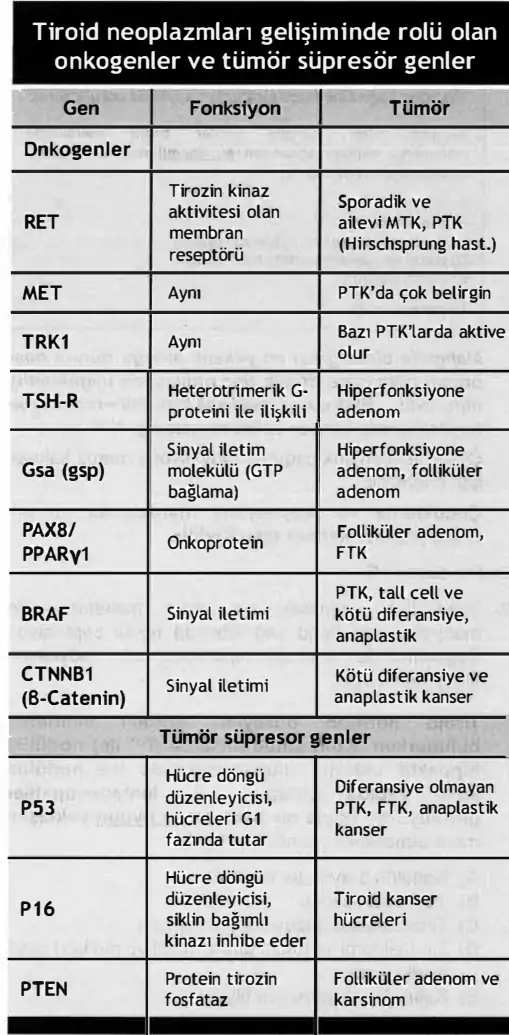 Tiroid neoplazmları gelişiminde rolü olan
onkogenler ve tümör süpresör genler
Gen Fonksiyon Tümör
Dnkogenler
RET
Tirozin kinaz
aktivitesi olan
membran
reseptörü
Sporadik ve
ailevi MTK, PTK
(Hirschsprung hast.)
MET Aynı PTK'da çok belirgin
TRK1 Aynı
Bazı PTK'larda aktive
olur
TSH-R
Heterotrimerik G-
proteini ile ilişkili
Hiperfonksiyone
adenom
Gsa (gsp)
Sinyal iletim
molekülü (GTP
bağlama)
Hiperfonksiyone
adenom, folliküler
adenom
PAX8/
PPARγ1
Onkoprotein
Folliküler adenom,
FTK
BRAF
Sinyal iletimi
PTK, tall cell ve
kötü diferansiye,
anaplastik
CTNNB1
(β-Catenin)
Sinyal iletimi
Kötü diferansiye ve
anaplastik kanser
Tümör süpresor genler
P53
Hücre döngü
düzenleyicisi,
hücreleri G1
fazında tutar
Diferansiye olmayan
PTK, FTK, anaplastik
kanser
P16
Hücre döngü
düzenleyicisi,
siklin bağımlı
kinazı inhibe eder
Tiroid kanser
hücreleri
PTEN
Protein tirozin
fosfataz
Folliküler adenom ve
karsinom